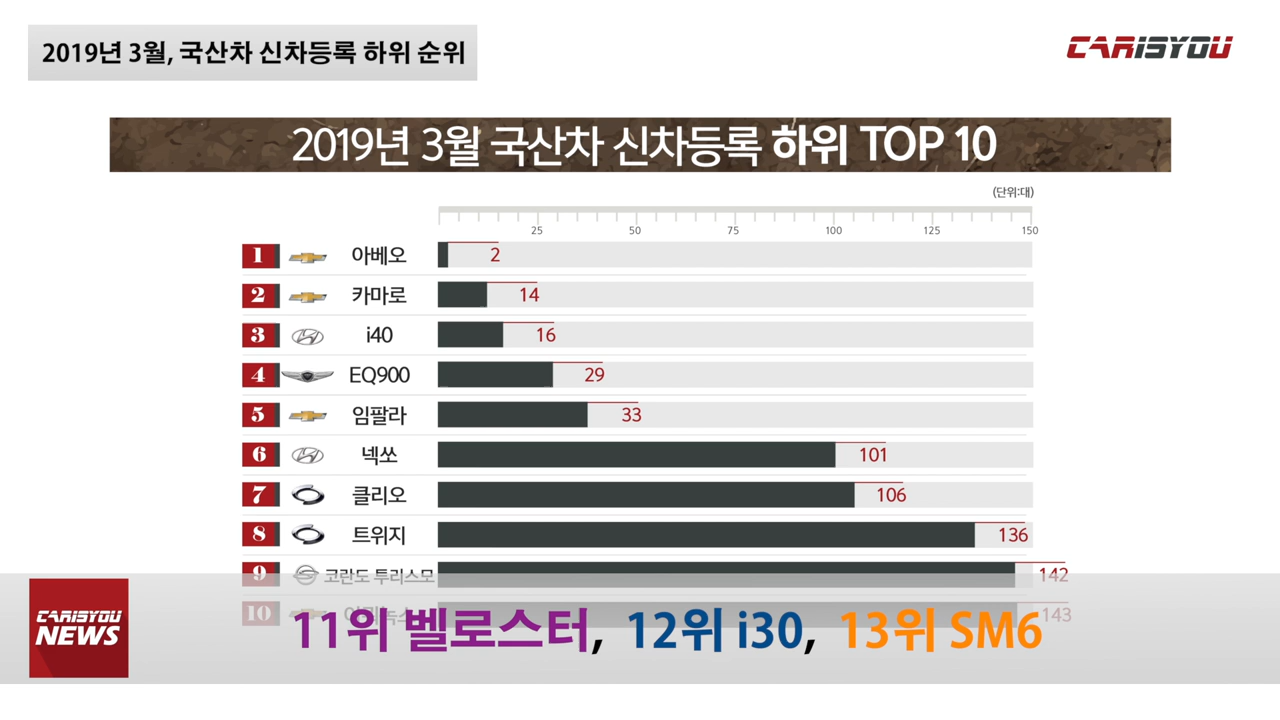 2019년 3월, 국산차 신차등록 하위 순위
CARISYOU
2019년 3월 국산차 신차등록 하위 TOP 10
(단위:대)
25 50 75 100 125 150
1 아베오 2
2 카마로 14
3 i40 16
4 EQ900 29
5 임팔라 33
6 넥쏘 101
7 클리오 106
8 트위지 136
9 코란도 투리스모 142
10 143
CARISYOU
NEWS
11위 벨로스터, 12위 i30, 13위 SM6